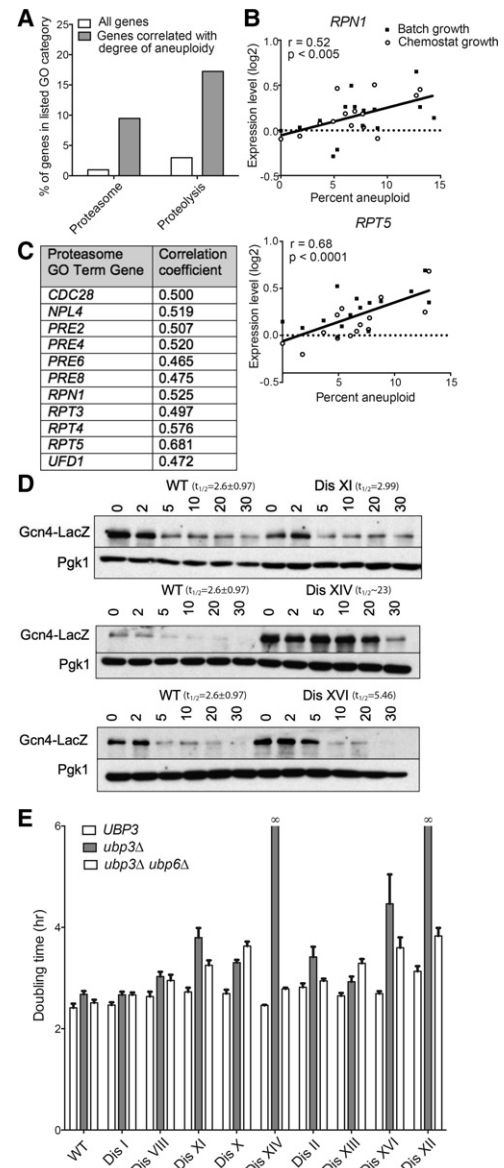 A
All genes
Genes correlated with
degree of aneuploidy
% of genes in listed GO category
25
20
15
10
5
0
Proteasome
Proteolysis
B
RPN1
Batch growth
Chemostat growth
r = 0.52
p < 0.005
Expression level (log2)
1.0
0.5
0.0
-0.5
0
5
10
15
Percent aneuploid
RPT5
r = 0.68
p < 0.0001
Expression level (log2)
1.0
0.5
0.0
-0.5
0
5
10
15
Percent aneuploid
C
Proteasome GO Term Gene
Correlation coefficient
CDC28 0.500
NPL4 0.519
PRE2 0.507
PRE4 0.520
PRE6 0.465
PRE8 0.475
RPN1 0.525
RPT3 0.497
RPT4 0.576
RPT5 0.681
UFD1 0.472
D
WT (t1/2=2.6±0.97) Dis XI (t1/2=2.99)
0 2 5 10 20 30 0 2 5 10 20 30
Gcn4-LacZ
Pgk1
WT (t1/2=2.6±0.97) Dis XIV (t1/2~23)
0 2 5 10 20 30 0 2 5 10 20 30
Gcn4-LacZ
Pgk1
WT (t1/2=2.6±0.97) Dis XVI (t1/2=5.46)
0 2 5 10 20 30 0 2 5 10 20 30
Gcn4-LacZ
Pgk1
E
UBP3
ubp3Δ
ubp3Δ ubp6Δ
∞ ∞
Doubling time (hr)
6
4
2
0
WT
Dis I
Dis VIII
Dis XI
Dis X
Dis XIV
Dis II
Dis XIII
Dis XVI
Dis XII